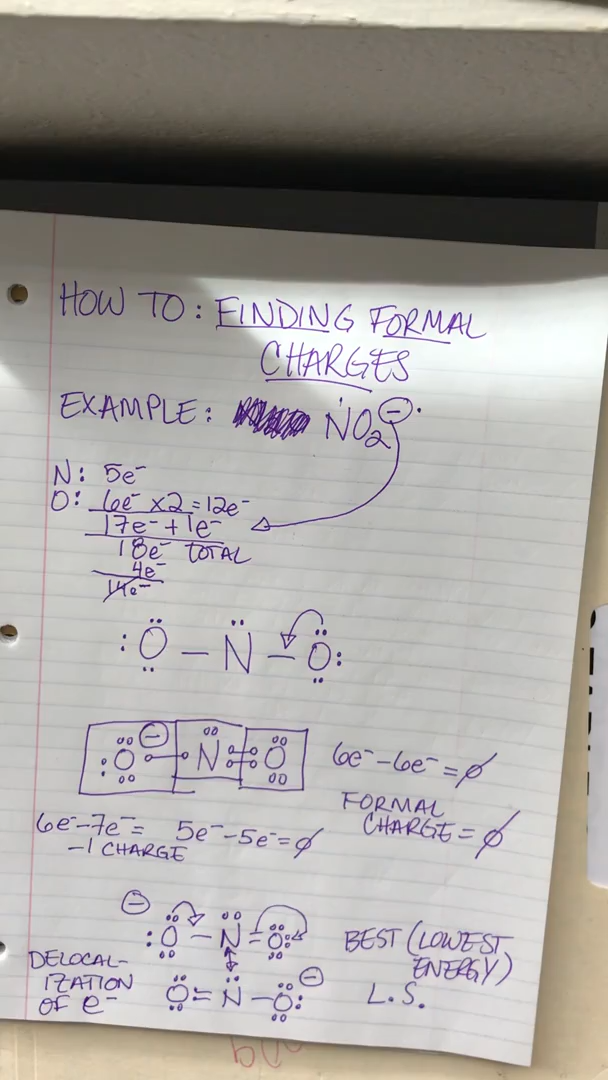 HOW TO: FINDING FORMAL
CHARGES
EXAMPLE: NO2⊖
N: 5e⁻
O: 6e⁻ x2 = 12e⁻
17e⁻ + 1e⁻
18e⁻ TOTAL
4e⁻
14e⁻
:Ö – N̈ – Ö:
:O ⊖ N O
6e⁻ – 6e⁻ = ∅
FORMAL
CHARGE = ∅
6e⁻ – 7e⁻ =
-1 CHARGE
5e⁻ – 5e⁻ = ∅
⊖ :Ö – N̈ = Ö:
BEST (LOWEST
ENERGY)
L.S.
DELOCAL-
IZATION
OF e⁻
Ö = N̈ – Ö: ⊖